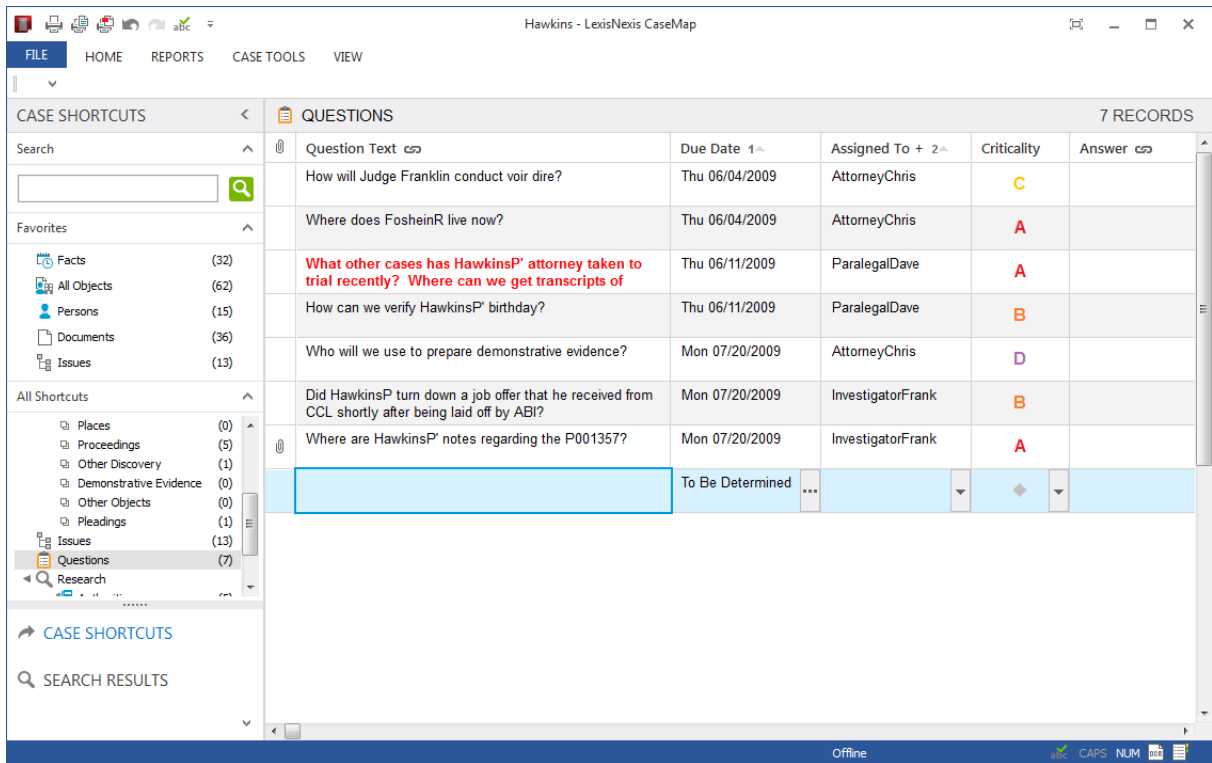 abc
Hawkins - LexisNexis CaseMap
FILE HOME REPORTS CASE TOOLS VIEW
CASE SHORTCUTS
Search
Favorites
Facts (32)
All Objects (62)
Persons (15)
Documents (36)
Issues (13)
All Shortcuts
Places (0)
Proceedings (5)
Other Discovery (1)
Demonstrative Evidence (0)
Other Objects (0)
Pleadings (1)
Issues (13)
Questions (7)
Research
CASE SHORTCUTS
SEARCH RESULTS
QUESTIONS 7 RECORDS
Question Text Due Date 1 Assigned To + 2 Criticality Answer
How will Judge Franklin conduct voir dire? Thu 06/04/2009 AttorneyChris C
Where does FosheinR live now? Thu 06/04/2009 AttorneyChris A
What other cases has HawkinsP' attorney taken to Thu 06/11/2009 ParalegalDave A
trial recently? Where can we get transcripts of
How can we verify HawkinsP' birthday? Thu 06/11/2009 ParalegalDave B
Who will we use to prepare demonstrative evidence? Mon 07/20/2009 AttorneyChris D
Did HawkinsP turn down a job offer that he received from Mon 07/20/2009 InvestigatorFrank B
CCL shortly after being laid off by ABI?
Where are HawkinsP' notes regarding the P001357? Mon 07/20/2009 InvestigatorFrank A
To Be Determined ...
Offline abc CAPS NUM OCR